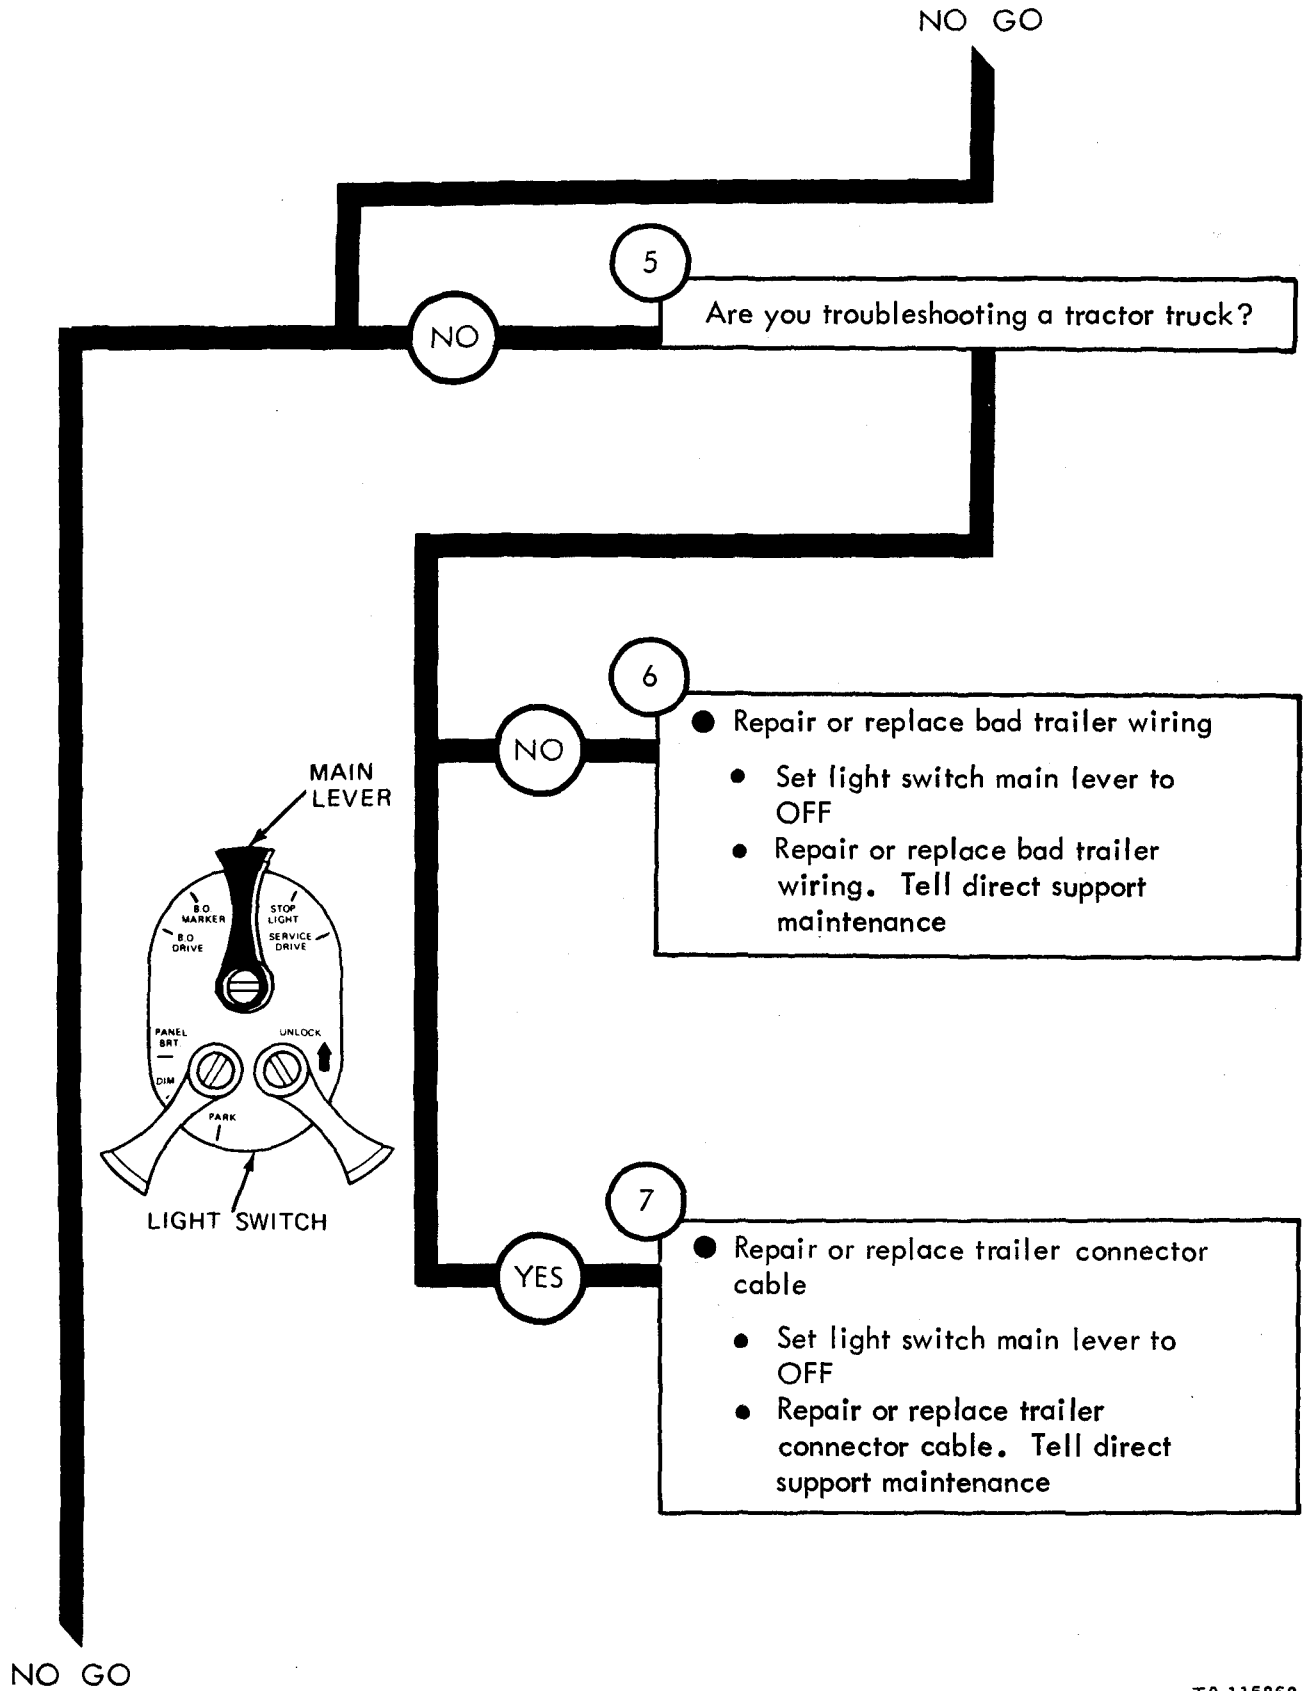 NO GO
5
Are you troubleshooting a tractor truck?
NO
6
● Repair or replace bad trailer wiring
NO
● Set light switch main lever to
OFF
● Repair or replace bad trailer
wiring. Tell direct support
maintenance
MAIN
LEVER
B.O.
MARKER
STOP
LIGHT
B.O
DRIVE
SERVICE
DRIVE
PANEL
BRT.
UNLOCK
DIM
PARK
LIGHT SWITCH
7
● Repair or replace trailer connector
cable
YES
● Set light switch main lever to
OFF
● Repair or replace trailer
connector cable. Tell direct
support maintenance
NO GO